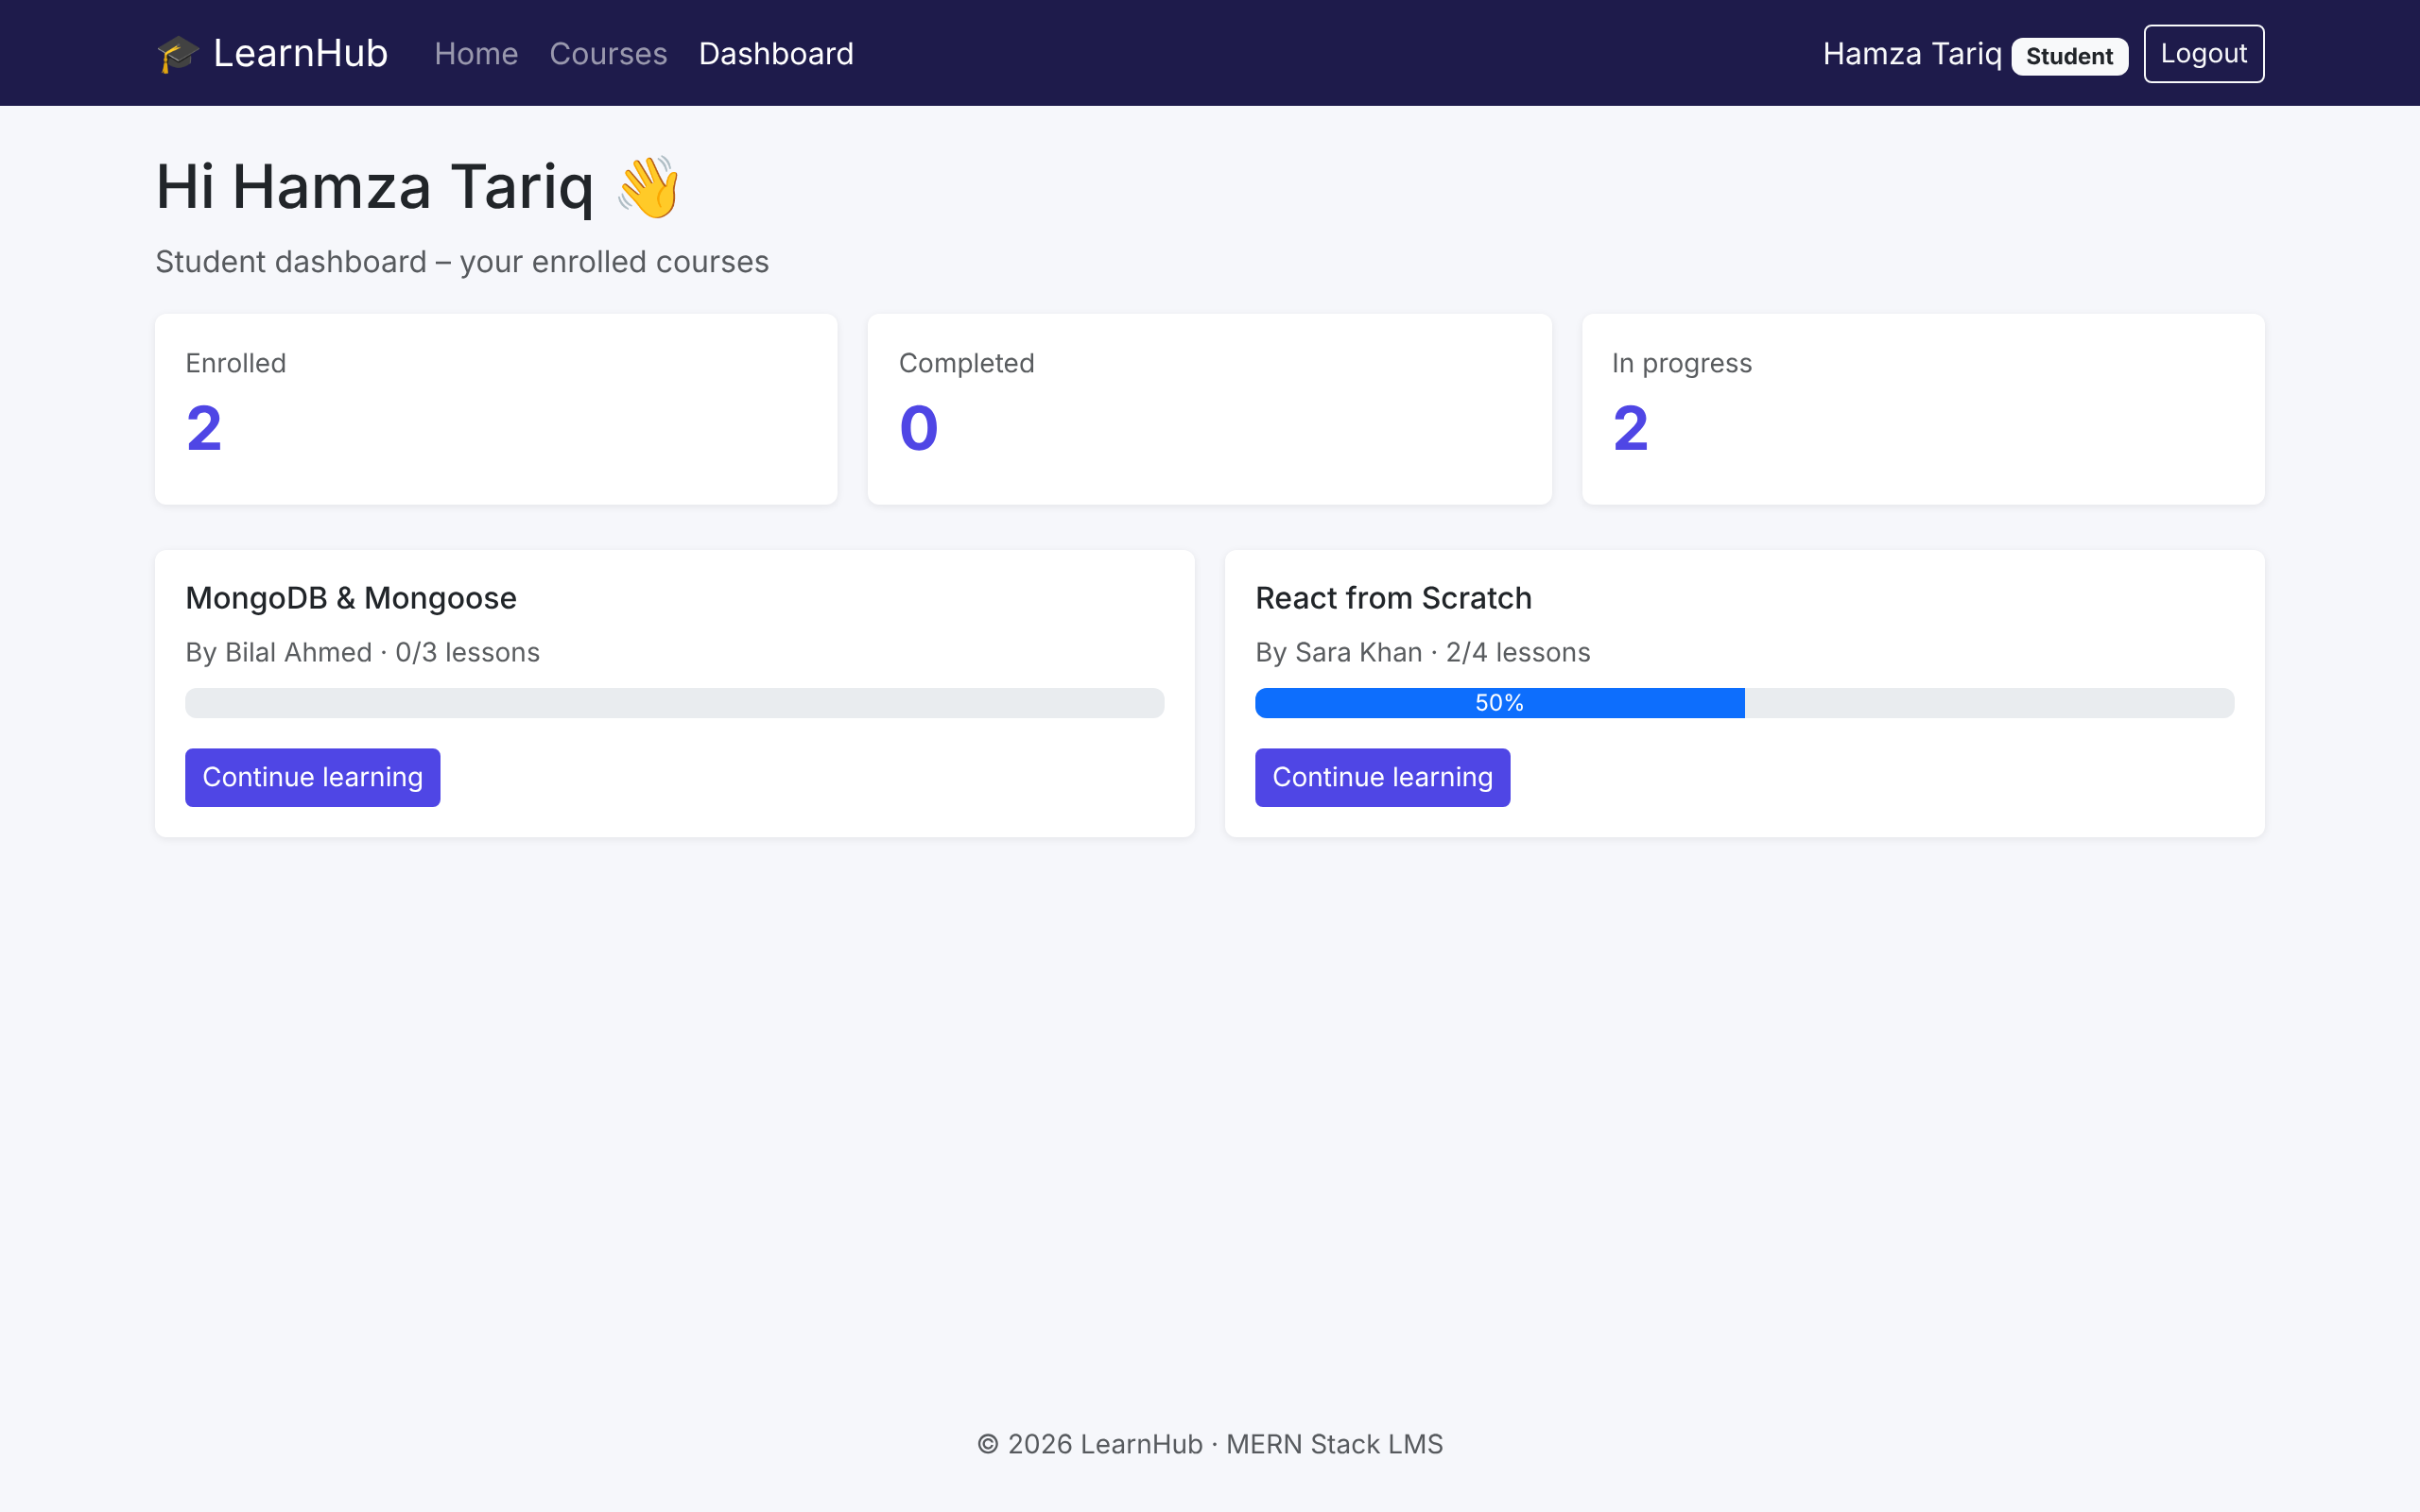 🎓 LearnHub Home Courses Dashboard Hamza Tariq Student Logout
Hi Hamza Tariq 👋
Student dashboard – your enrolled courses
Enrolled
2
Completed
0
In progress
2
MongoDB & Mongoose
By Bilal Ahmed · 0/3 lessons
Continue learning
React from Scratch
By Sara Khan · 2/4 lessons
50%
Continue learning
© 2026 LearnHub · MERN Stack LMS